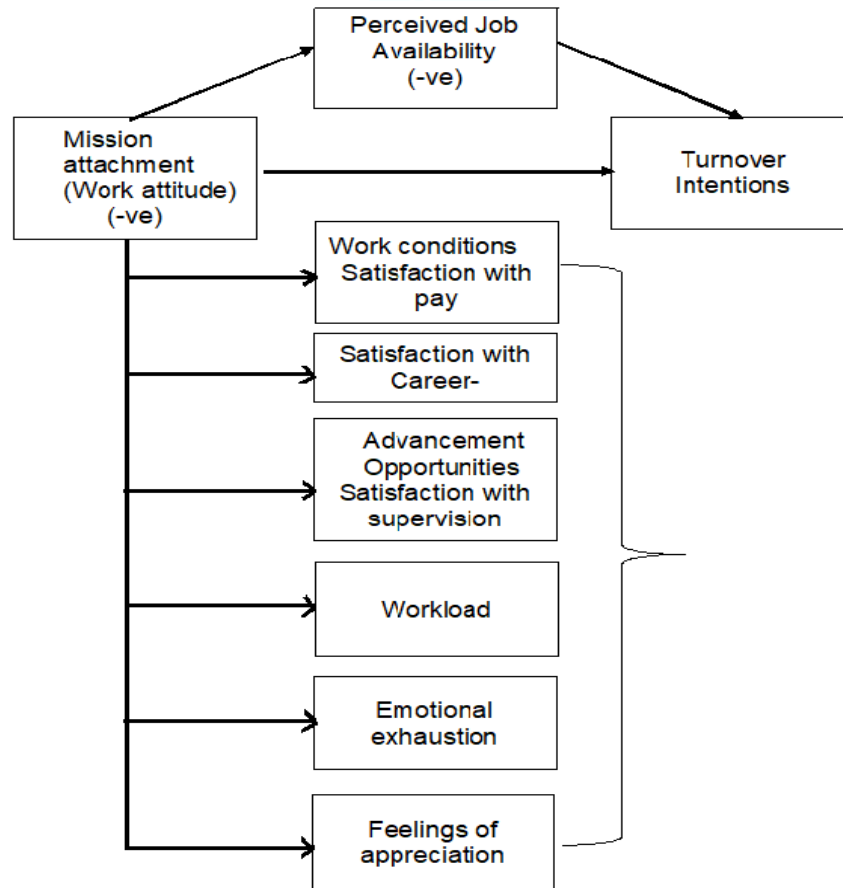 Perceived Job
Availability
(-ve)
Mission
attachment
(Work attitude)
(-ve)
Turnover
Intentions
Work conditions
Satisfaction with
pay
Satisfaction with
Career-
Advancement
Opportunities
Satisfaction with
supervision
Workload
Emotional
exhaustion
Feelings of
appreciation